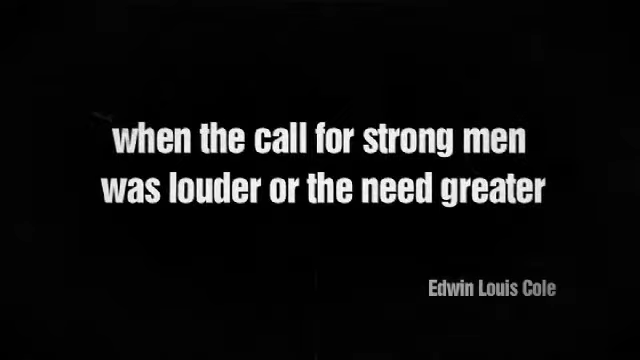 when the call for strong men
was louder or the need greater
Edwin Louis Cole